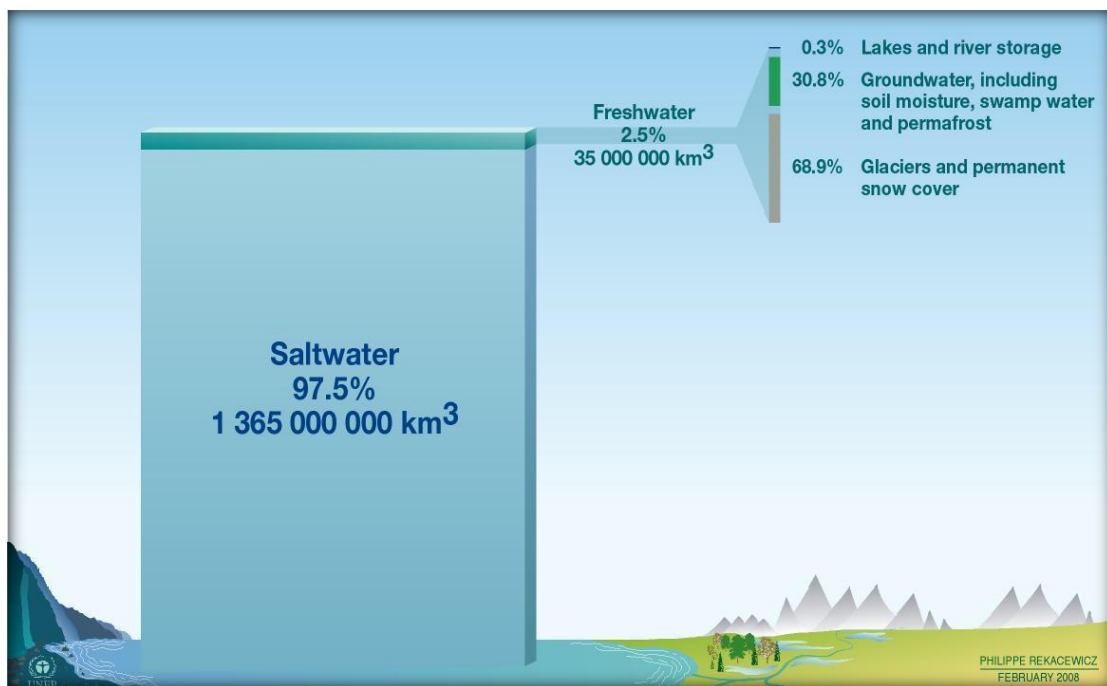 0.3% Lakes and river storage
30.8% Groundwater, including
soil moisture, swamp water
and permafrost
Freshwater
2.5%
35 000 000 km³
68.9% Glaciers and permanent
snow cover
Saltwater
97.5%
1 365 000 000 km³
UNEP
PHILIPPE REKACEWICZ
FEBRUARY 2008